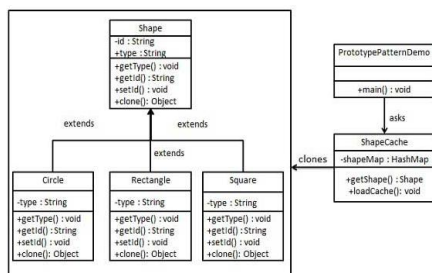 Shape
-id : String
+type : String
+getType() : void
+getId() : String
+setId() : void
+clone(): Object
extends
extends
extends
Circle
-type : String
+getType() : void
+getId() : String
+setId() : void
+clone(): Object
Rectangle
-type : String
+getType() : void
+getId() : String
+setId() : void
+clone(): Object
Square
-type : String
+getType() : void
+getId() : String
+setId() : void
+clone(): Object
PrototypePatternDemo
+main() : void
asks
ShapeCache
-shapeMap : HashMap
+getShape() : Shape
+loadCache(): void
clones